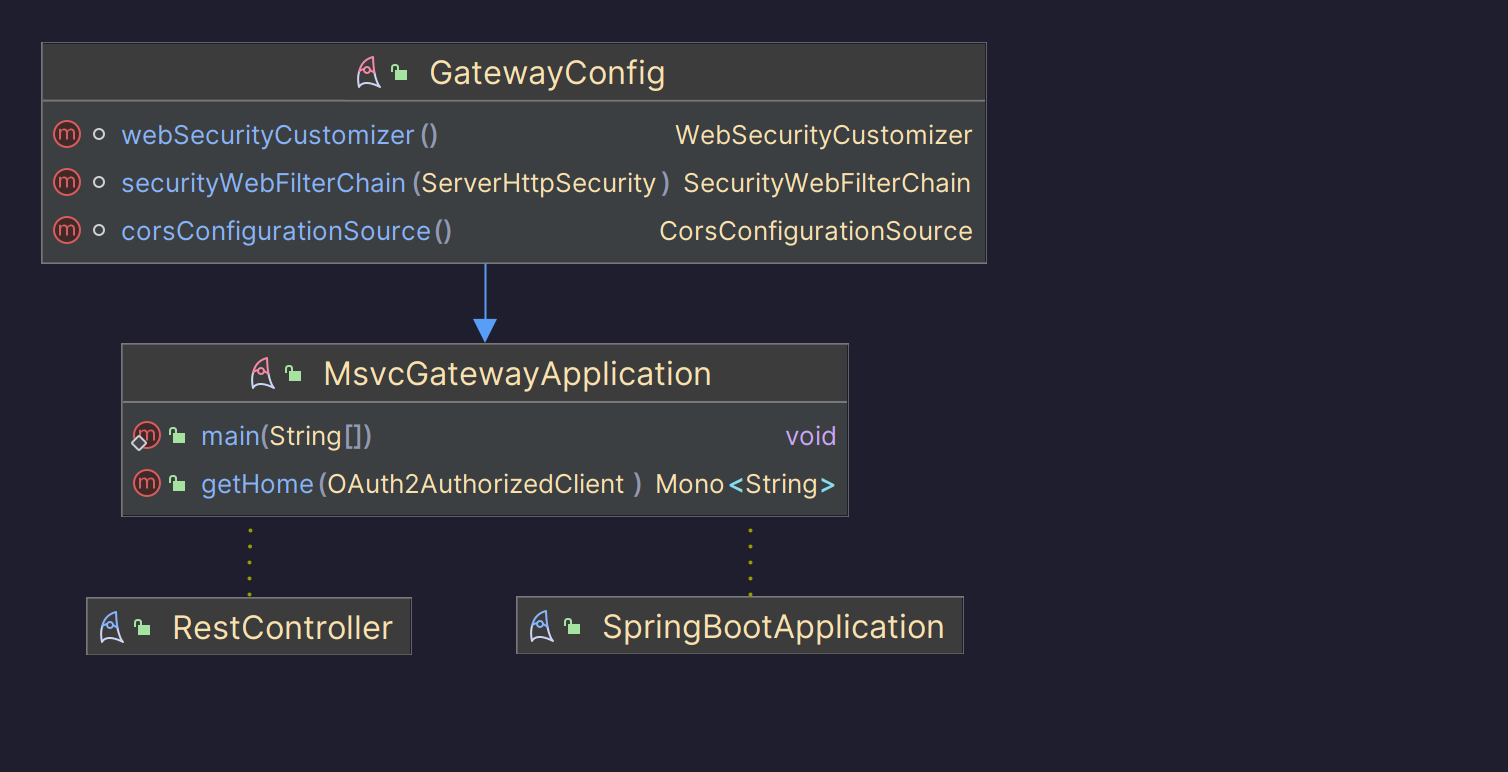 GatewayConfig
webSecurityCustomizer() WebSecurityCustomizer
securityWebFilterChain(ServerHttpSecurity) SecurityWebFilterChain
corsConfigurationSource() CorsConfigurationSource
MsvcGatewayApplication
main(String[]) void
getHome(OAuth2AuthorizedClient) Mono<String>
RestController
SpringBootApplication